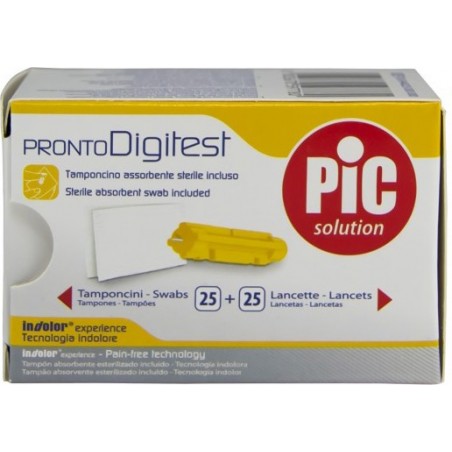 PRONTODigitest
Tamponcino assorbente sterile incluso
Sterile absorbent swab included
PiC
solution
Tamponcini - Swabs 25 + 25 Lancette - Lancets
Tampones - Tampões Lancetas - Lancetas
indolor® experience
Tecnologia indolore
indolor® experience - Pain-free technology
Tampón absorbente esterilizado incluido - Tecnología indolora
Tampão absorvente esterilizado incluído - Tecnologia indolor